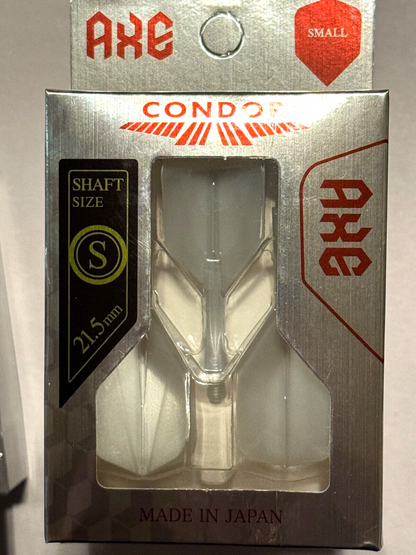 AXE
SMALL
CONDOR
SHAFT
SIZE
S
21.5mm
AXE
MADE IN JAPAN